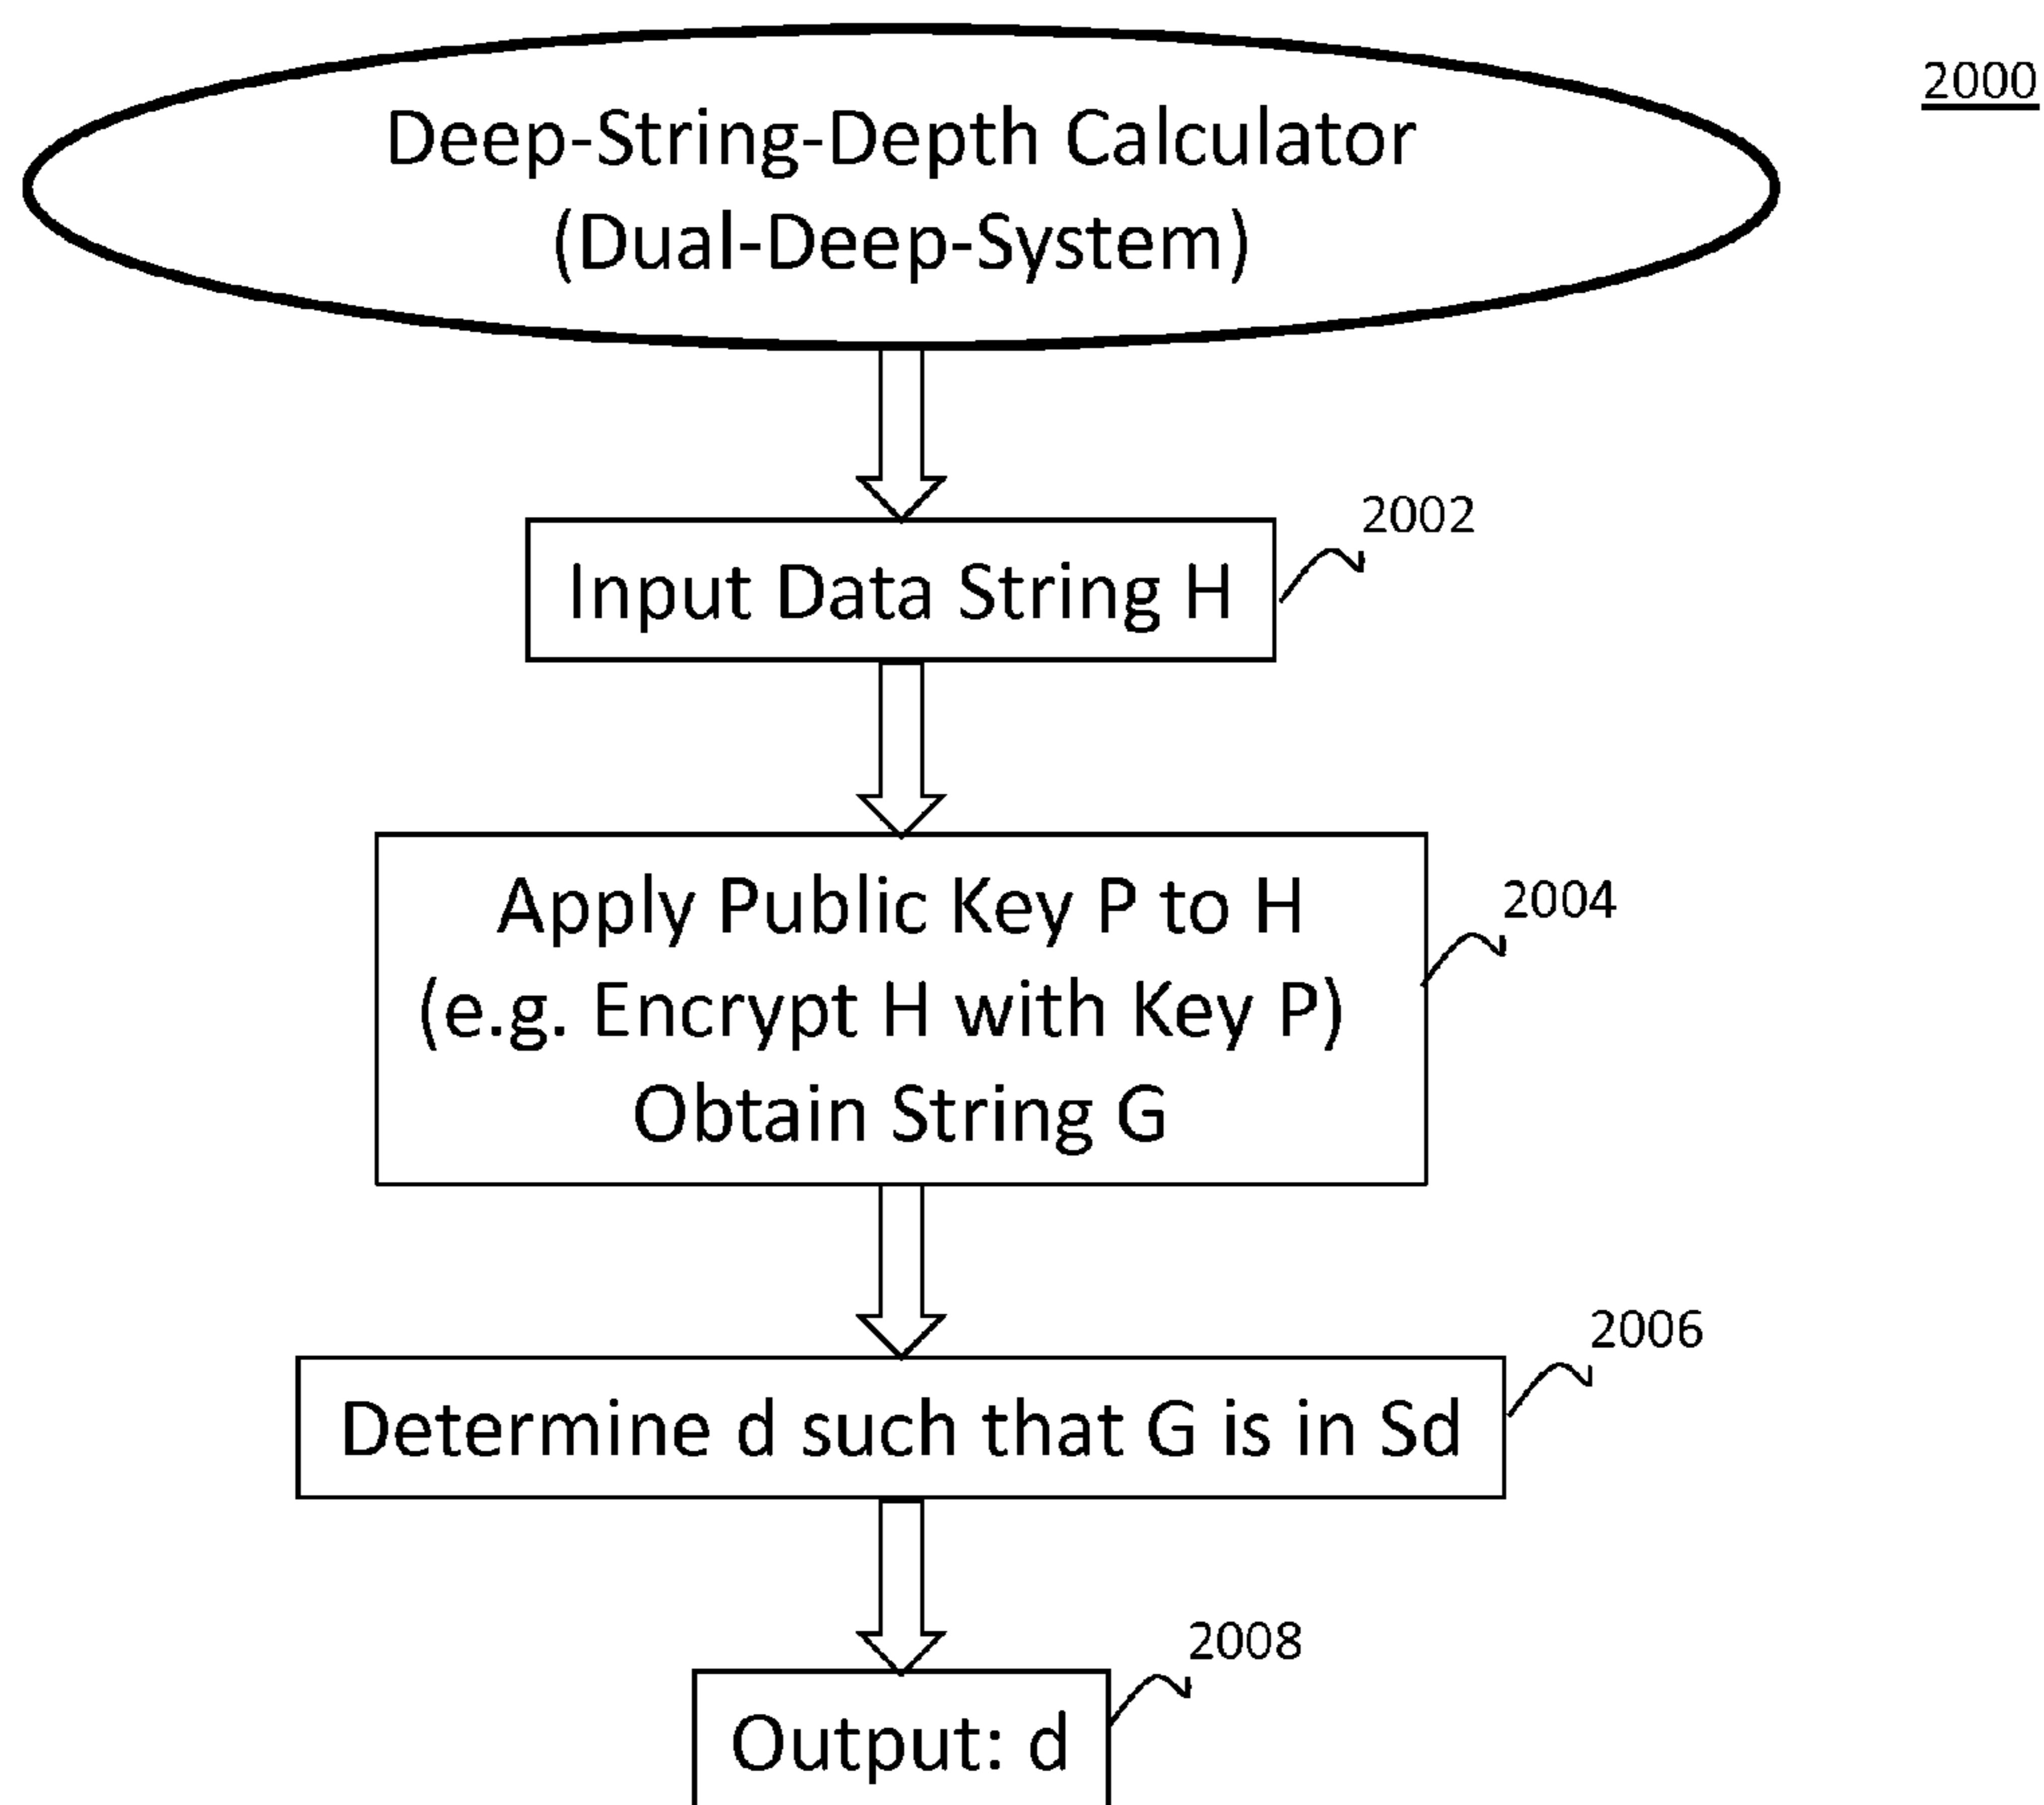 2000
Deep-String-Depth Calculator
(Dual-Deep-System)
2002
Input Data String H
2004
Apply Public Key P to H
(e.g. Encrypt H with Key P)
Obtain String G
2006
Determine d such that G is in Sd
2008
Output: d